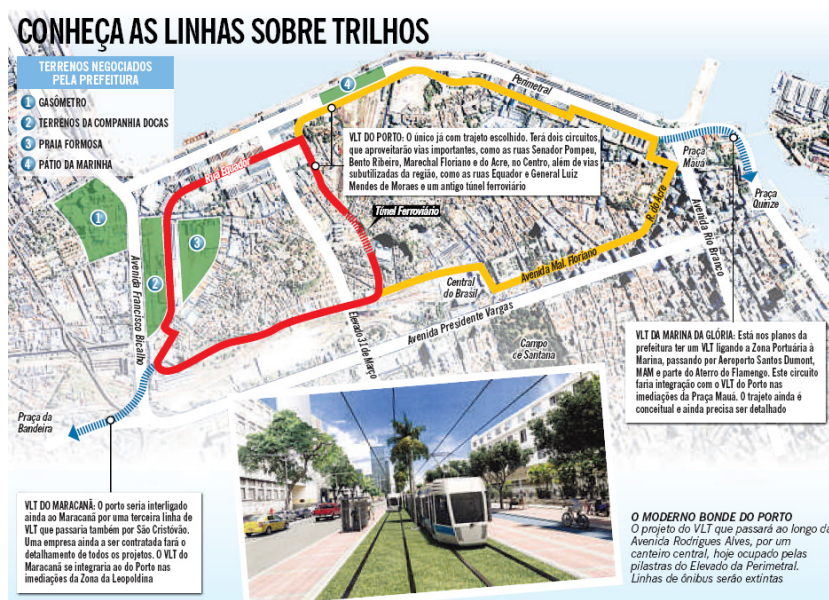 CONHEÇA AS LINHAS SOBRE TRILHOS
TERRENOS NEGOCIADOS
PELA PREFEITURA
1 GASÔMETRO
2 TERRENOS DA COMPANHIA DOCAS
3 PRAIA FORMOSA
4 PÁTIO DA MARINHA
4
Perimetral
VLT DO PORTO: O único já com trajeto escolhido. Terá dois circuitos,
que aproveitarão vias importantes, como as ruas Senador Pompeu,
Bento Ribeiro, Marechal Floriano e do Acre, no Centro, além de vias
subutilizadas da região, como as ruas Equador e General Luiz
Mendes de Moraes e um antigo túnel ferroviário
Praça
Mauá
Praça
Quinze
Rua Equador
1
2
3
Túnel Ferroviário
R. do Acre
Avenida Rio Branco
Avenida Mal. Floriano
Central
do Brasil
Avenida Francisco Bicalho
Elevado 31 de Março
Avenida Presidente Vargas
Campo
de Santana
VLT DA MARINA DA GLÓRIA: Está nos planos da
prefeitura ter um VLT ligando a Zona Portuária à
Marina, passando por Aeroporto Santos Dumont,
MAM e parte do Aterro do Flamengo. Este circuito
faria integração com o VLT do Porto nas
imediações da Praça Mauá. O trajeto ainda é
conceitual e ainda precisa ser detalhado
Praça da
Bandeira
VLT DO MARACANÃ: O porto seria interligado
ainda ao Maracanã por uma terceira linha de
VLT que passaria também por São Cristóvão.
Uma empresa ainda a ser contratada fará o
detalhamento de todos os projetos. O VLT do
Maracanã se integraria ao do Porto nas
imediações da Zona da Leopoldina
O MODERNO BONDE DO PORTO
O projeto do VLT que passará ao longo da
Avenida Rodrigues Alves, por um
canteiro central, hoje ocupado pelas
pilastras do Elevado da Perimetral.
Linhas de ônibus serão extintas